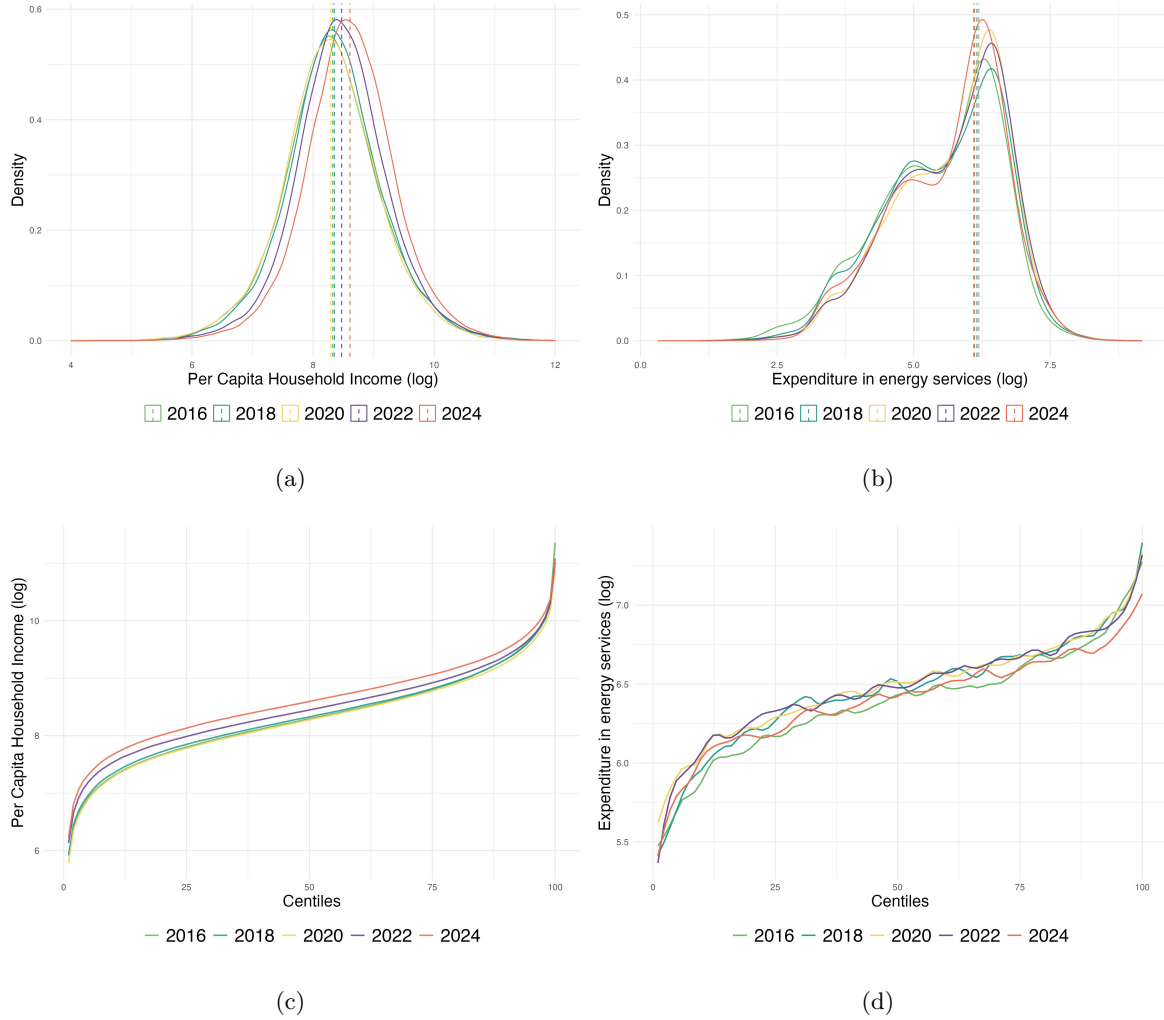 0.6
0.4
0.2
0.0
Density
4 6 8 10 12
Per Capita Household Income (log)
2016 2018 2020 2022 2024
(a)
0.5
0.4
0.3
0.2
0.1
0.0
Density
0.0 2.5 5.0 7.5
Expenditure in energy services (log)
2016 2018 2020 2022 2024
(b)
10
8
6
Per Capita Household Income (log)
0 25 50 75 100
Centiles
2016 2018 2020 2022 2024
(c)
7.0
6.5
6.0
5.5
Expenditure in energy services (log)
0 25 50 75 100
Centiles
2016 2018 2020 2022 2024
(d)